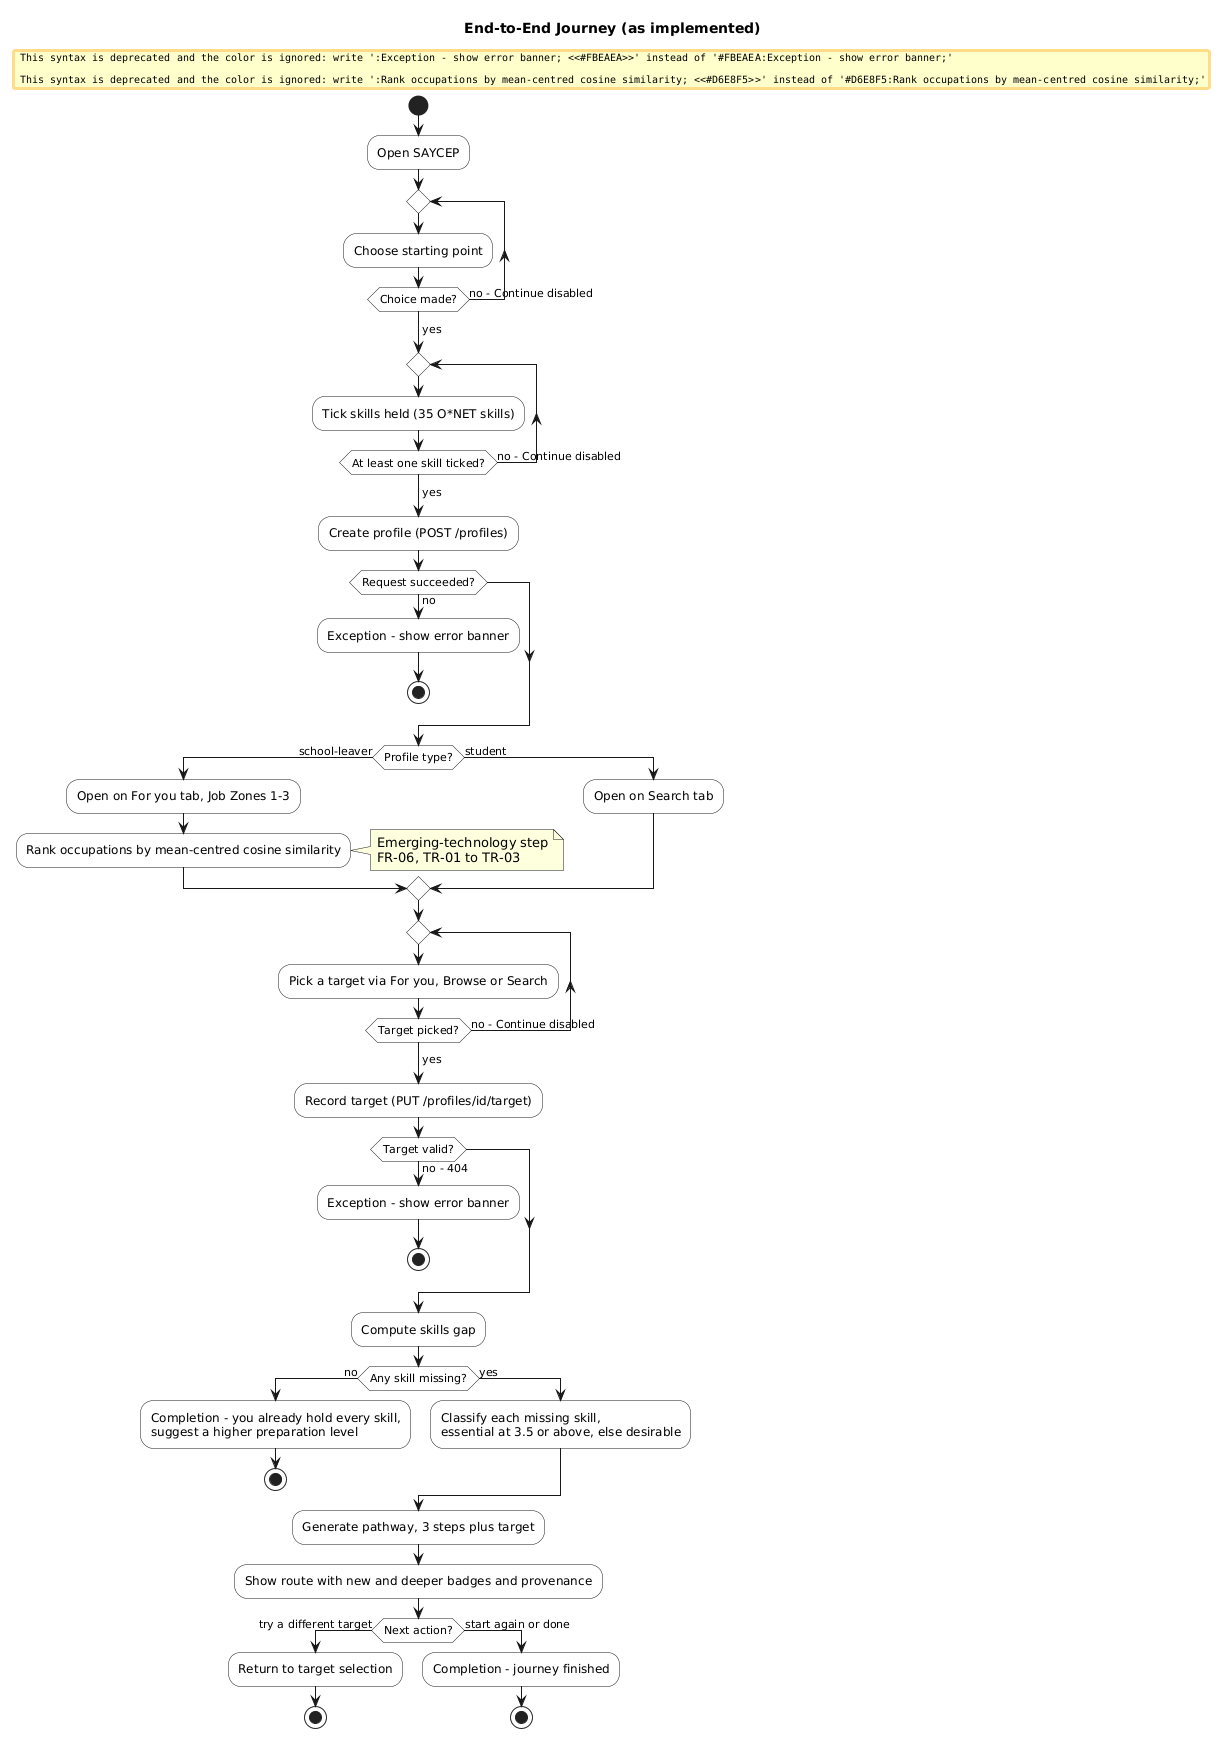 End-to-End Journey (as implemented)
This syntax is deprecated and the color is ignored: write ':Exception - show error banner; <<#FBEAEA>>' instead of '#FBEAEA:Exception - show error banner;'
This syntax is deprecated and the color is ignored: write ':Rank occupations by mean-centred cosine similarity; <<#D6E8F5>>' instead of '#D6E8F5:Rank occupations by mean-centred cosine similarity;'
Open SAYCEP
Choose starting point
Choice made?
no - Continue disabled
yes
Tick skills held (35 O*NET skills)
At least one skill ticked?
no - Continue disabled
yes
Create profile (POST /profiles)
Request succeeded?
no
Exception - show error banner
Profile type?
school-leaver
student
Open on For you tab, Job Zones 1-3
Open on Search tab
Rank occupations by mean-centred cosine similarity
Emerging-technology step
FR-06, TR-01 to TR-03
Pick a target via For you, Browse or Search
Target picked?
no - Continue disabled
yes
Record target (PUT /profiles/id/target)
Target valid?
no - 404
Exception - show error banner
Compute skills gap
Any skill missing?
no
yes
Completion - you already hold every skill,
suggest a higher preparation level
Classify each missing skill,
essential at 3.5 or above, else desirable
Generate pathway, 3 steps plus target
Show route with new and deeper badges and provenance
Next action?
try a different target
start again or done
Return to target selection
Completion - journey finished